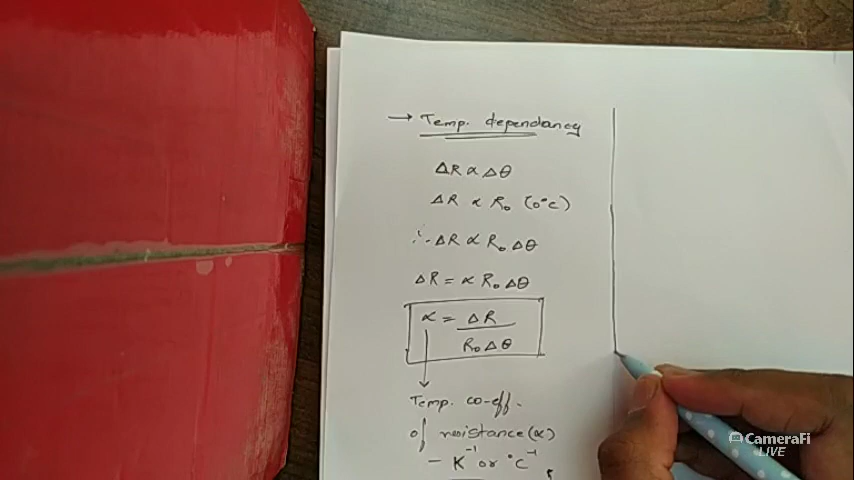 → Temp. dependancy
ΔR ∝ Δθ
ΔR ∝ R₀ (0°C)
∴ ΔR ∝ R₀ Δθ
ΔR = ∝ R₀ Δθ
∝ = ΔR / R₀ Δθ
Temp. co-eff.
of resistance (∝)
– K⁻¹ or °C⁻¹
CameraFi
LIVE